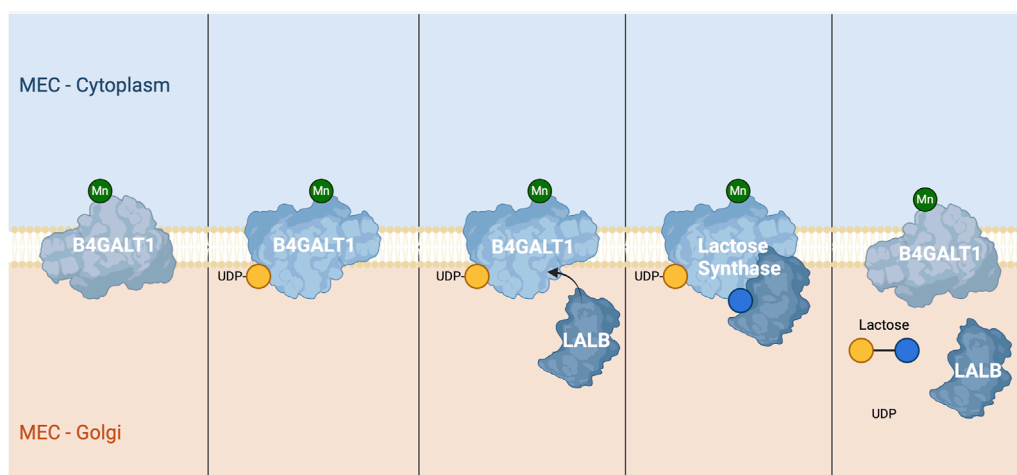 MEC - Cytoplasm
Mn
B4GALT1
Mn
B4GALT1
UDP-
Mn
B4GALT1
UDP-
LALB
Mn
Lactose
Synthase
UDP-
Mn
B4GALT1
Lactose
LALB
UDP
MEC - Golgi